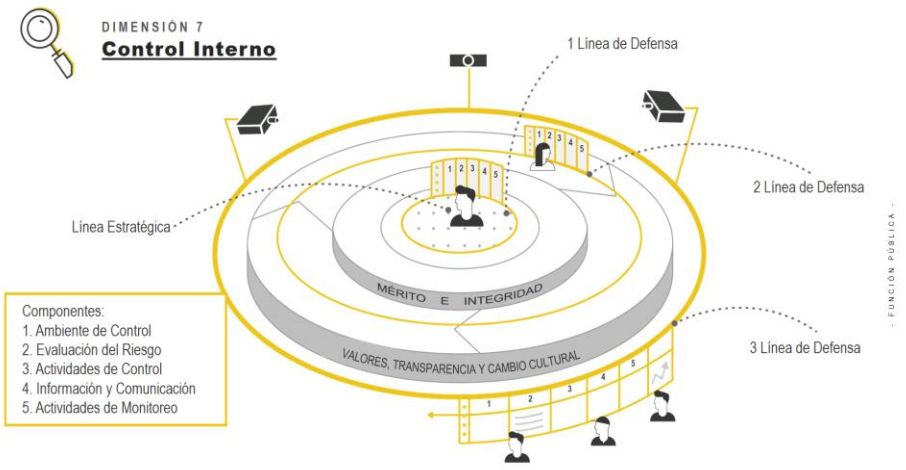 DIMENSIÓN 7
Control Interno
1 Línea de Defensa
1 2 3 4 5
1 2 3 4 5
2 Línea de Defensa
Línea Estratégica
- FUNCIÓN PÚBLICA -
MÉRITO E INTEGRIDAD
VALORES, TRANSPARENCIA Y CAMBIO CULTURAL
3 Línea de Defensa
Componentes:
1. Ambiente de Control
2. Evaluación del Riesgo
3. Actividades de Control
4. Información y Comunicación
5. Actividades de Monitoreo
1 2 3 4 5